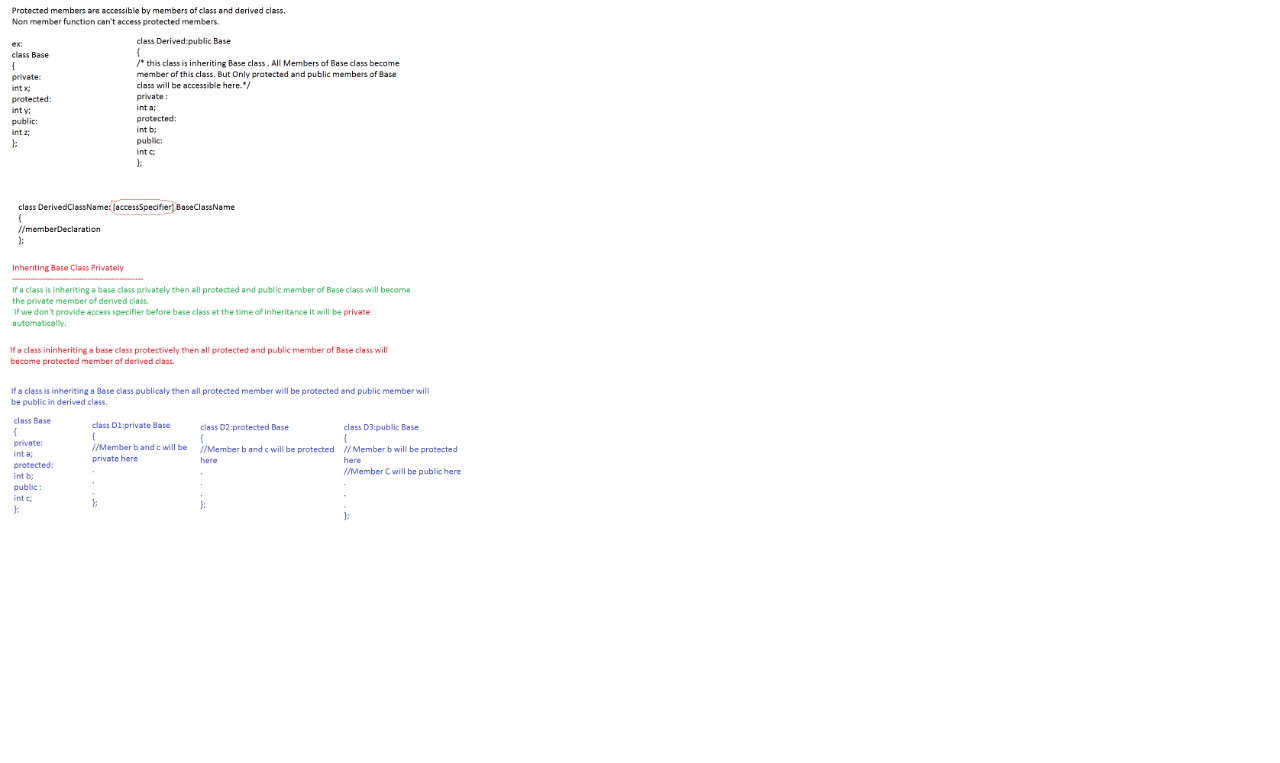 Protected members are accessible by members of class and derived class.
Non member function can't access protected members.
ex:
class Base
{
private:
int x;
protected:
int y;
public:
int z;
};
class Derived:public Base
{
/* this class is inheriting Base class . All Members of Base class become
member of this class. But Only protected and public members of Base
class will be accessible here.*/
private :
int a;
protected:
int b;
public:
int c;
};
class DerivedClassName: [accessSpecifier] BaseClassName
{
//memberDeclaration
};
Inheriting Base Class Privately
------------------------------------------------
If a class is inheriting a base class privately then all protected and public member of Base class will become
the private member of derived class.
If we don't provide access specifier before base class at the time of inheritance it will be private
automatically.
If a class ininheriting a base class protectively then all protected and public member of Base class will
become protected member of derived class.
If a class is inheriting a Base class publicaly then all protected member will be protected and public member will
be public in derived class.
class Base
{
private:
int a;
protected:
int b;
public :
int c;
};
class D1:private Base
{
//Member b and c will be
private here
.
.
.
};
class D2:protected Base
{
//Member b and c will be protected
here
.
.
.
};
class D3:public Base
{
// Member b will be protected
here
//Member C will be public here
.
.
.
};